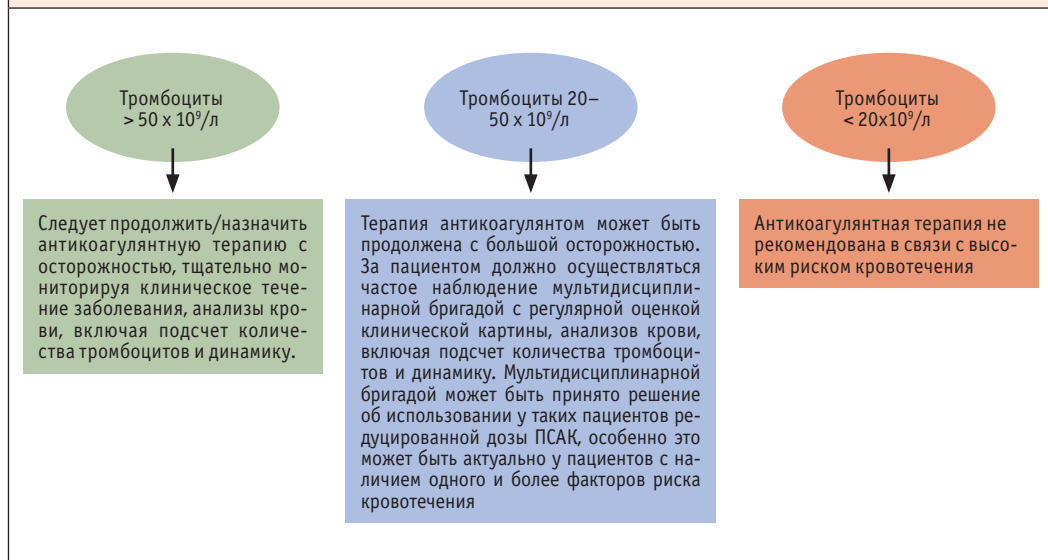 Тромбоциты
> 50 x 10⁹/л
Следует продолжить/назначить
антикоагулянтную терапию с
осторожностью, тщательно мо-
ниторируя клиническое тече-
ние заболевания, анализы кро-
ви, включая подсчет количе-
ства тромбоцитов и динамику.
Тромбоциты 20–
50 x 10⁹/л
Терапия антикоагулянтом может быть
продолжена с большой осторожностью.
За пациентом должно осуществляться
частое наблюдение мультидисципли-
нарной бригадой с регулярной оценкой
клинической картины, анализов крови,
включая подсчет количества тромбоци-
тов и динамику. Мультидисциплинарной
бригадой может быть принято решение
об использовании у таких пациентов ре-
дуцированной дозы ПСАК, особенно это
может быть актуально у пациентов с на-
личием одного и более факторов риска
кровотечения
Тромбоциты
< 20x10⁹/л
Антикоагулянтная терапия не
рекомендована в связи с высо-
ким риском кровотечения